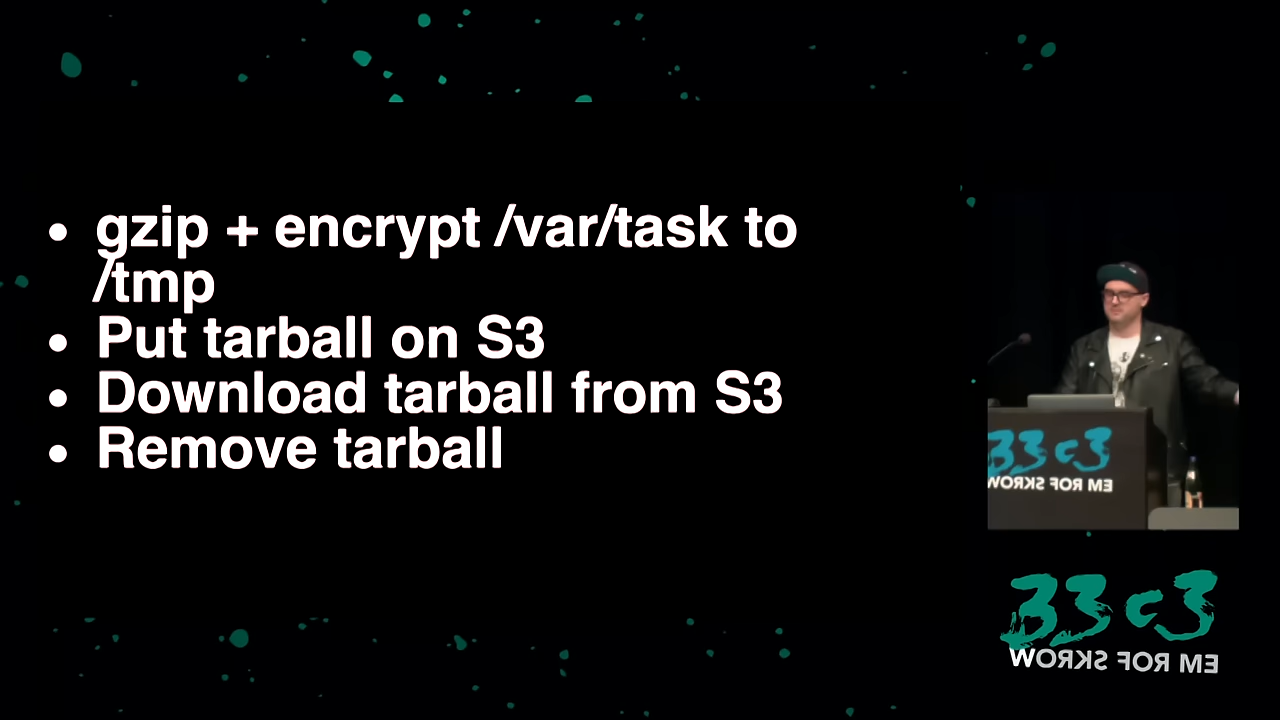 • gzip + encrypt /var/task to
/tmp
• Put tarball on S3
• Download tarball from S3
• Remove tarball
33c3
WORKS FOR ME
33c3
WORKS FOR ME